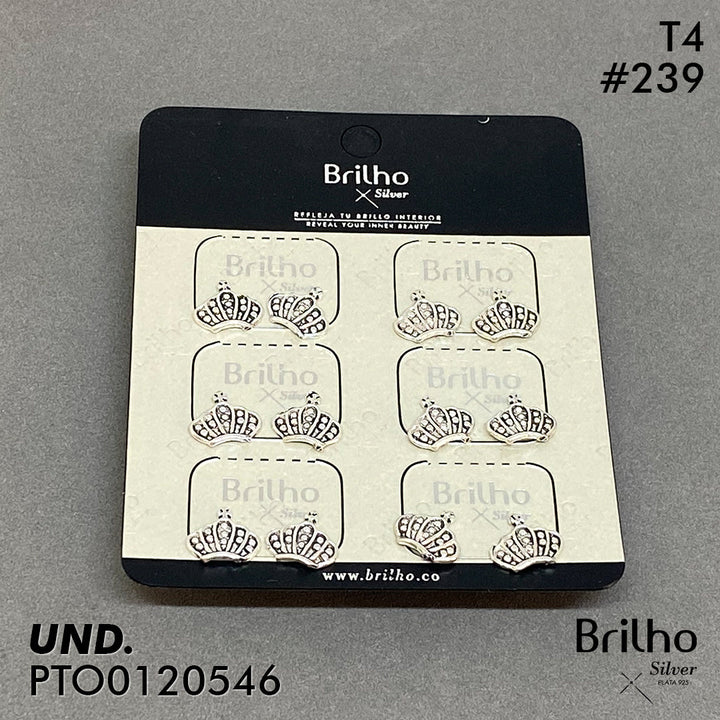 T4
#239
Brilho
Silver
REFLEJA TU BRILLO INTERIOR
REVEAL YOUR INNER BEAUTY
Brilho
Silver
Brilho
Silver
Brilho
Silver
Brilho
Silver
Brilho
Silver
Brilho
Silver
www.brilho.co
UND.
PTO0120546
Brilho
Silver
PLATA 925